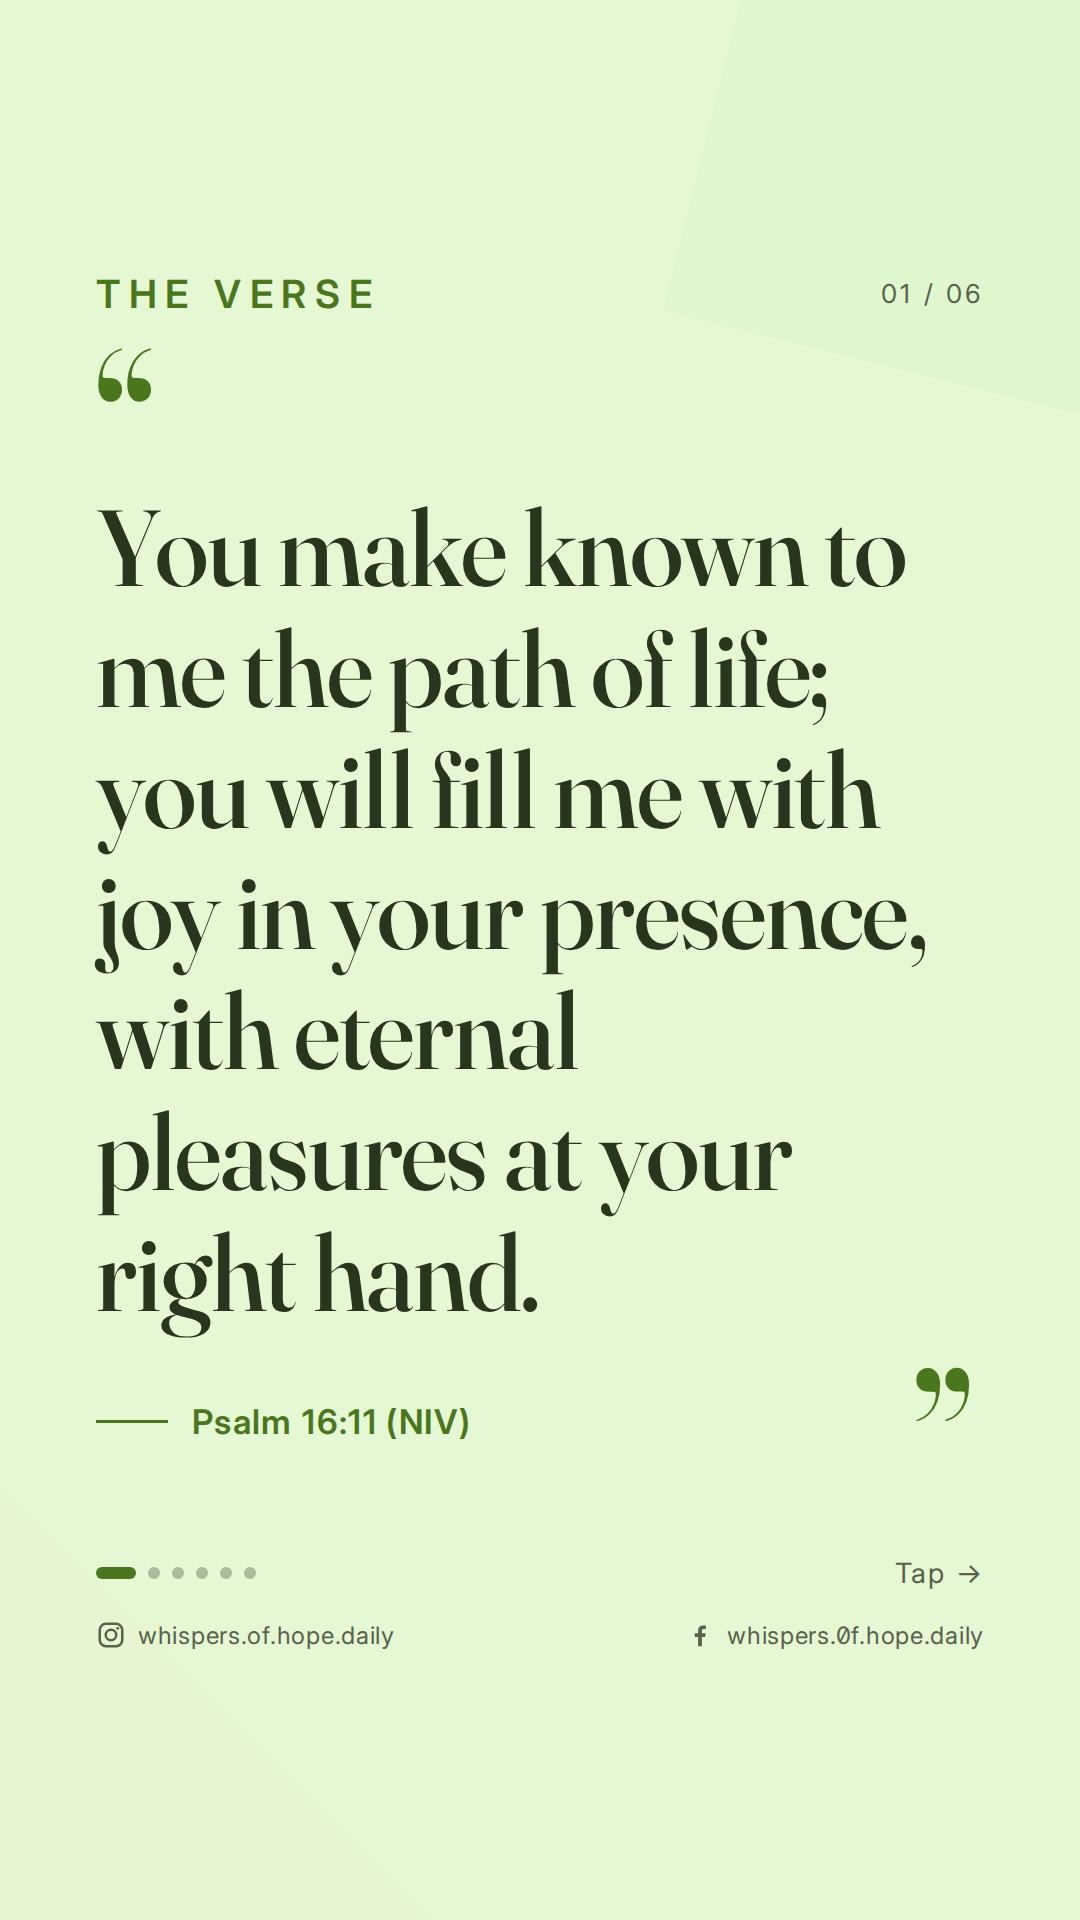 THE VERSE
01 / 06
“
You make known to
me the path of life;
you will fill me with
joy in your presence,
with eternal
pleasures at your
right hand.
”
Psalm 16:11 (NIV)
Tap →
whispers.of.hope.daily
whispers.0f.hope.daily